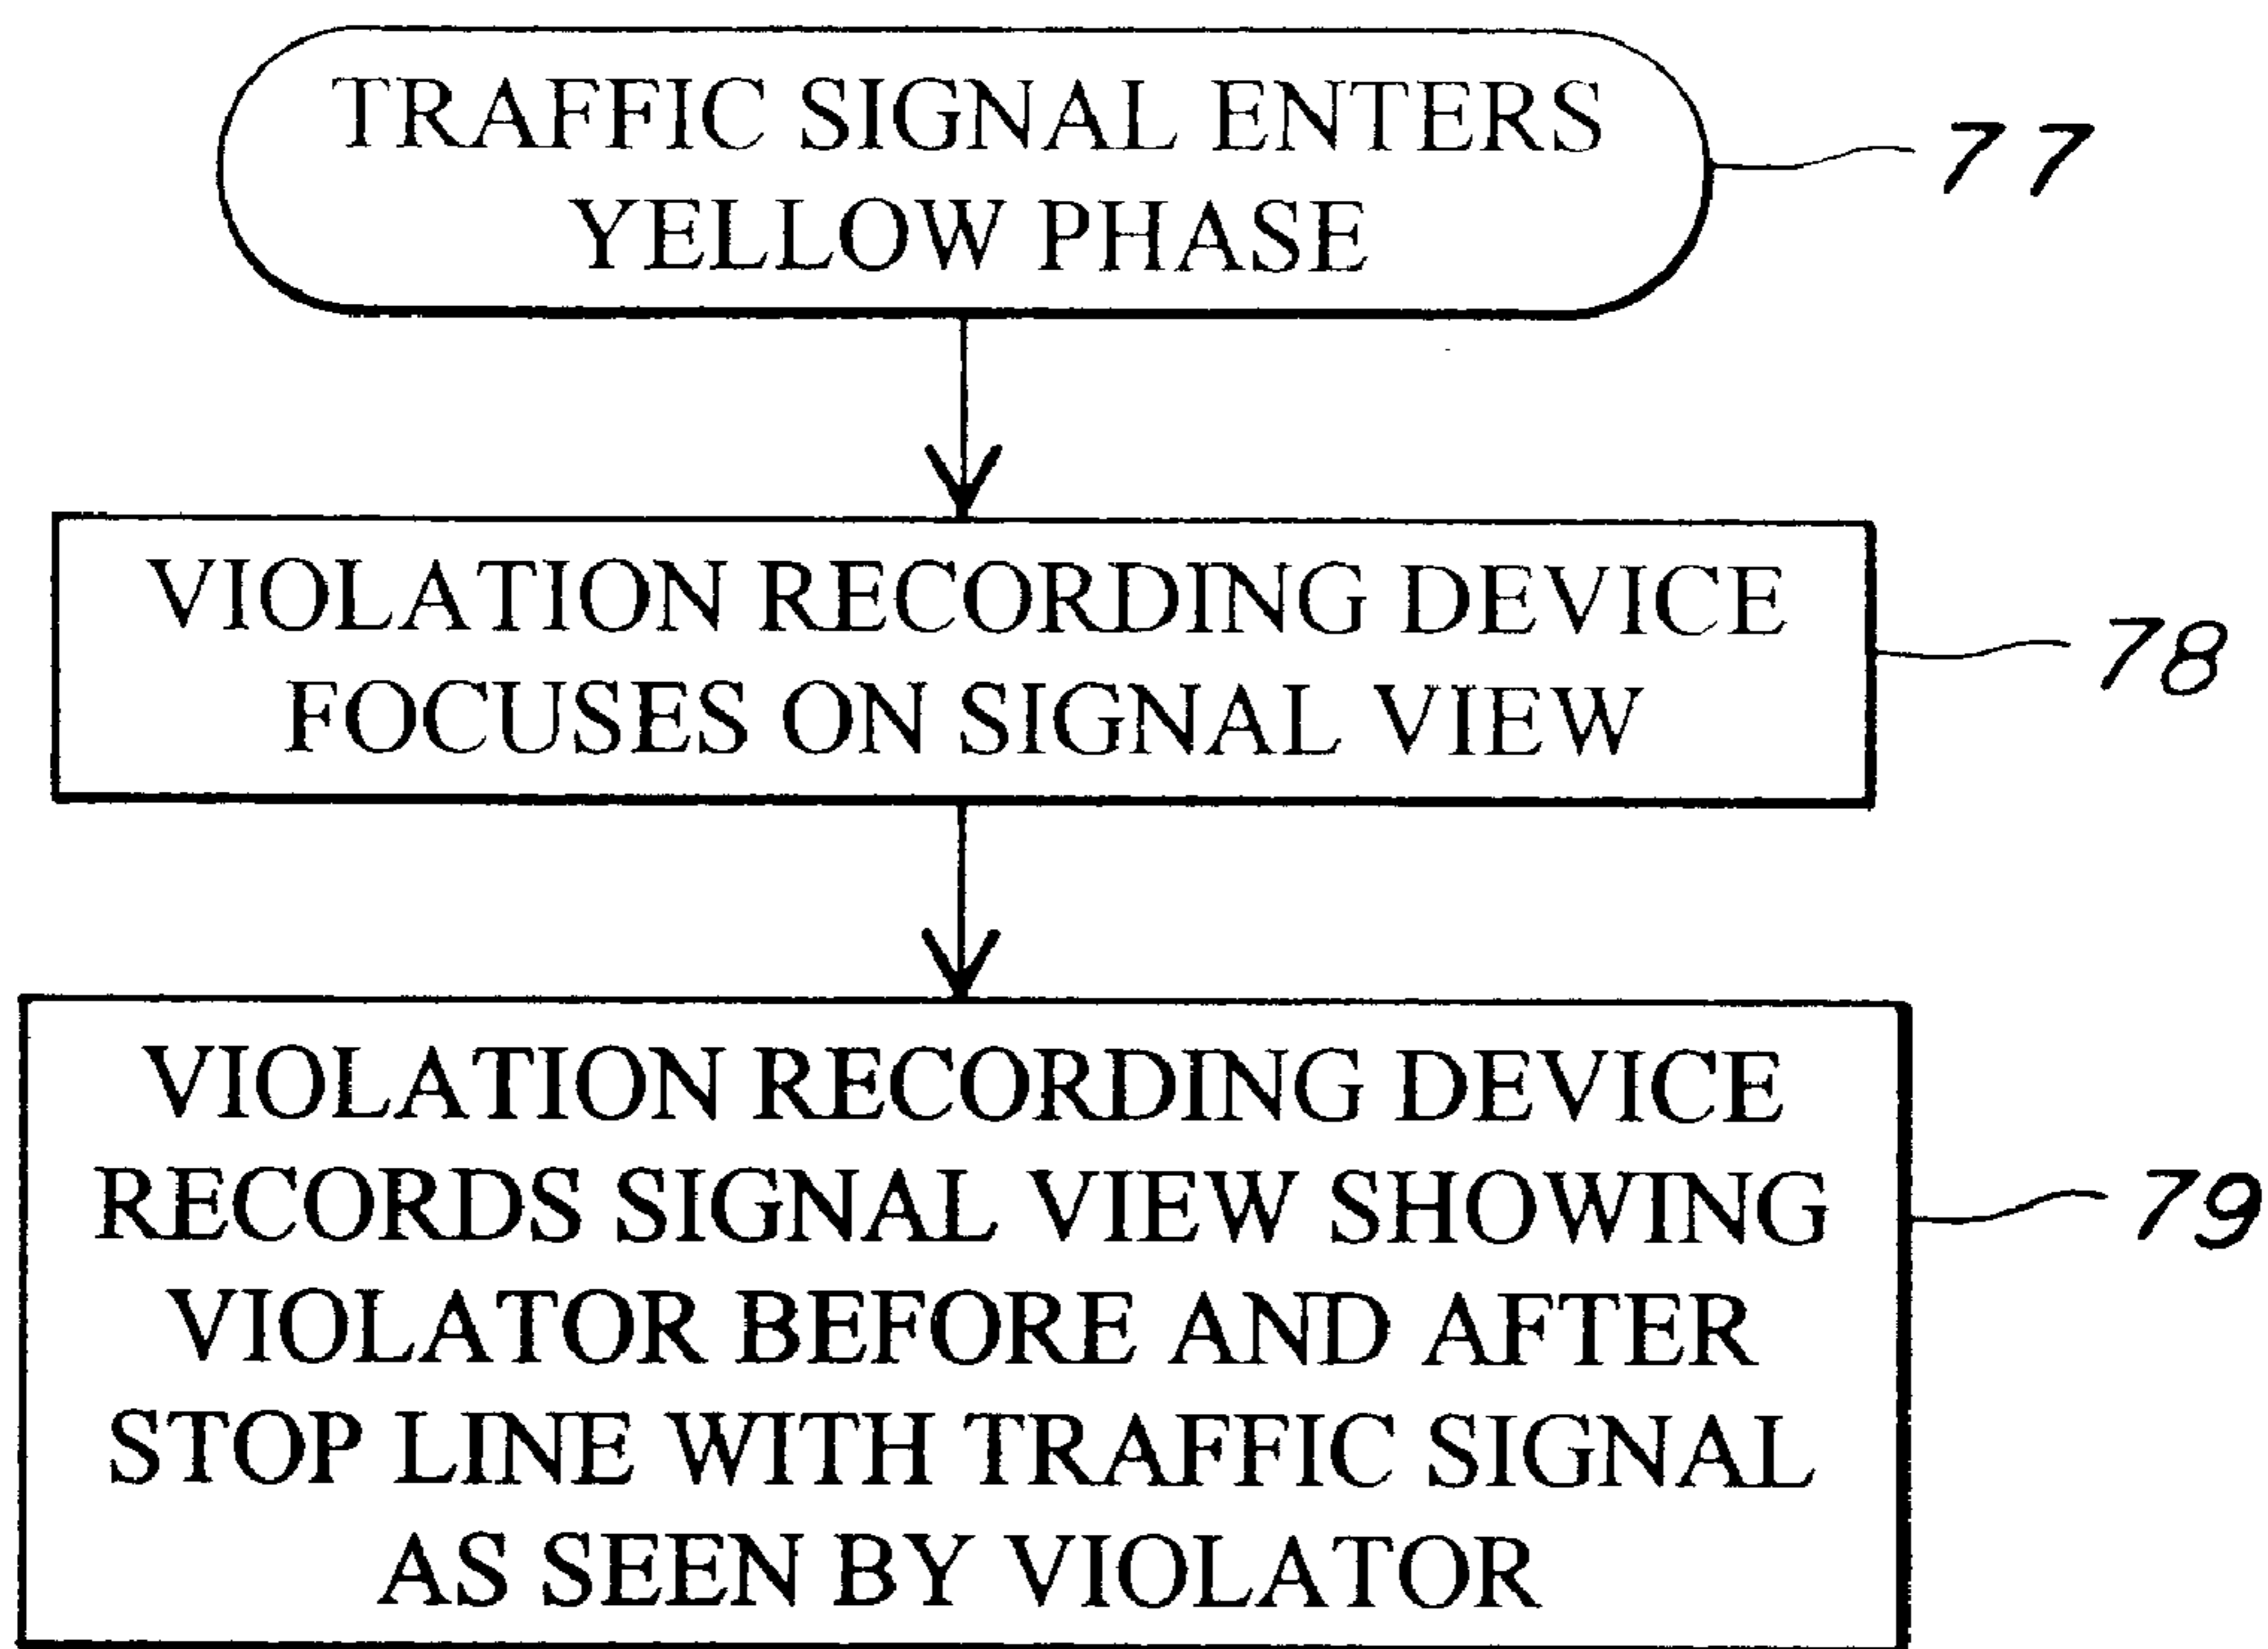 TRAFFIC SIGNAL ENTERS
YELLOW PHASE
77
VIOLATION RECORDING DEVICE
FOCUSES ON SIGNAL VIEW
78
VIOLATION RECORDING DEVICE
RECORDS SIGNAL VIEW SHOWING
VIOLATOR BEFORE AND AFTER
STOP LINE WITH TRAFFIC SIGNAL
AS SEEN BY VIOLATOR
79